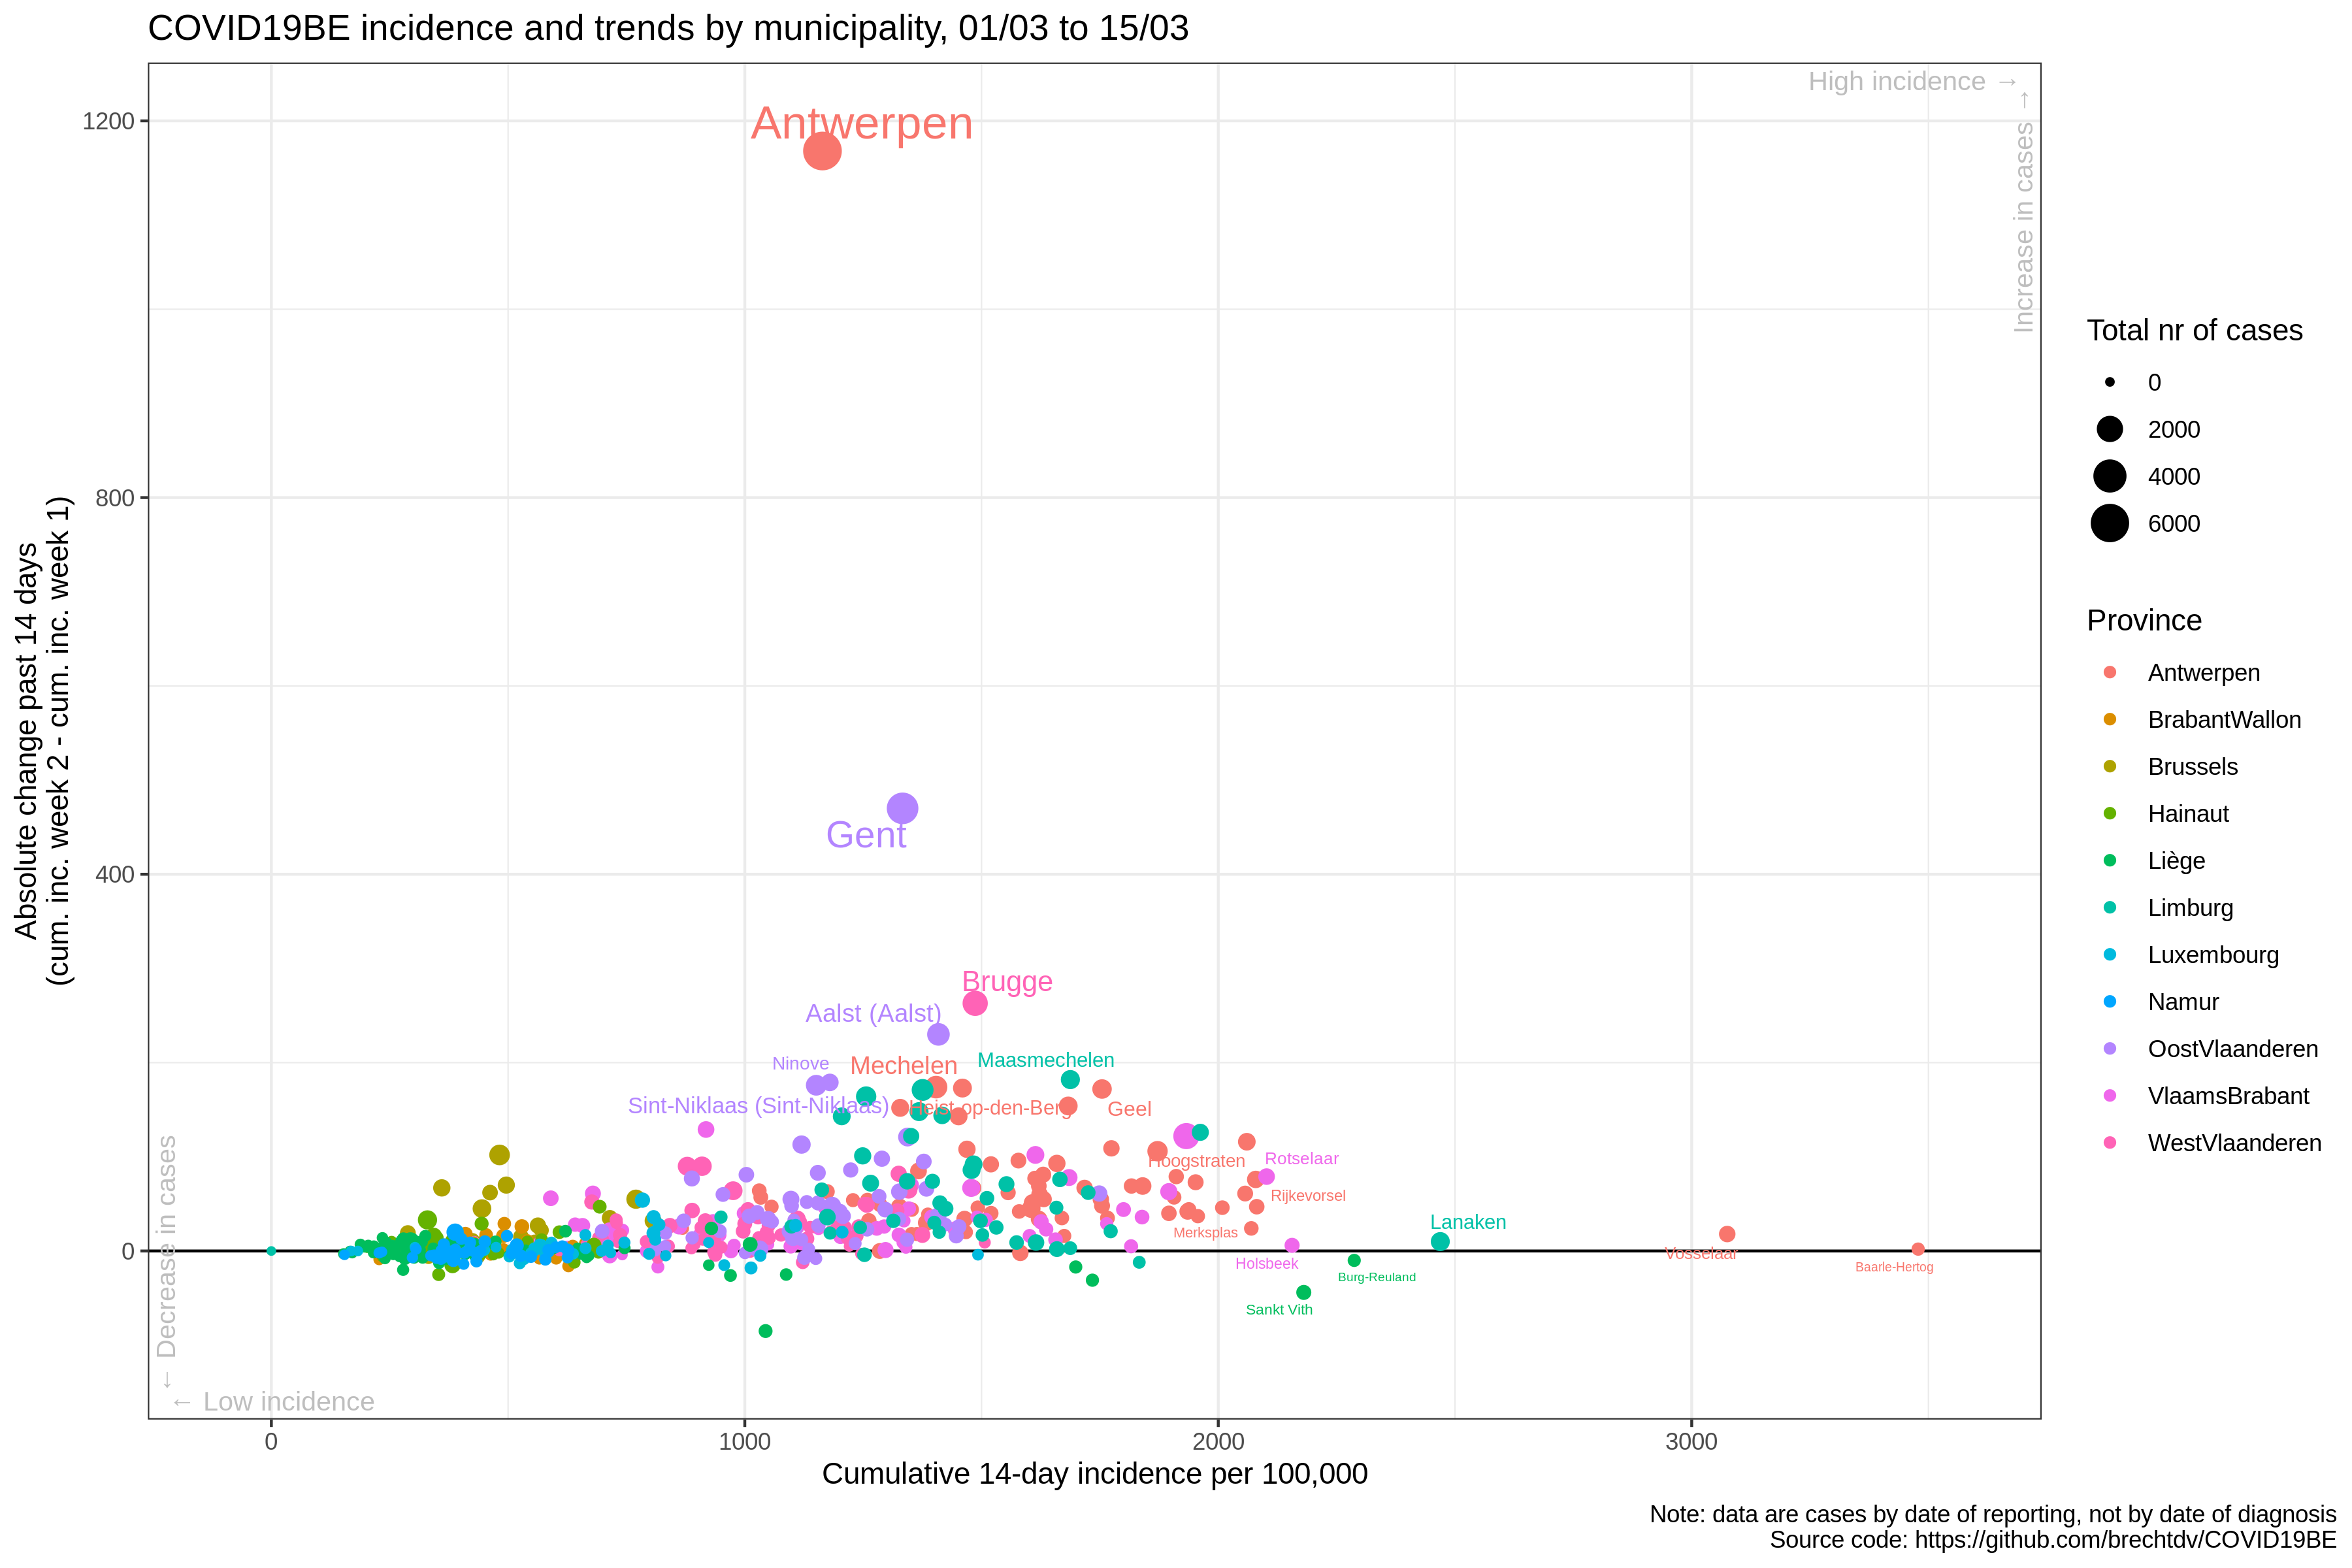 COVID19BE incidence and trends by municipality, 01/03 to 15/03
High incidence →
Increase in cases →
Antwerpen
Gent
Brugge
Aalst (Aalst)
Ninove
Mechelen
Maasmechelen
Sint-Niklaas (Sint-Niklaas)
Heist-op-den-Berg
Geel
Hoogstraten
Rotselaar
Rijkevorsel
Merksplas
Lanaken
Vosselaar
Holsbeek
Baarle-Hertog
Burg-Reuland
Sankt Vith
← Decrease in cases
← Low incidence
1200
800
400
0
Absolute change past 14 days
(cum. inc. week 2 - cum. inc. week 1)
0
1000
2000
3000
Cumulative 14-day incidence per 100,000
Total nr of cases
0
2000
4000
6000
Province
Antwerpen
BrabantWallon
Brussels
Hainaut
Liège
Limburg
Luxembourg
Namur
OostVlaanderen
VlaamsBrabant
WestVlaanderen
Note: data are cases by date of reporting, not by date of diagnosis
Source code: https://github.com/brechtdv/COVID19BE